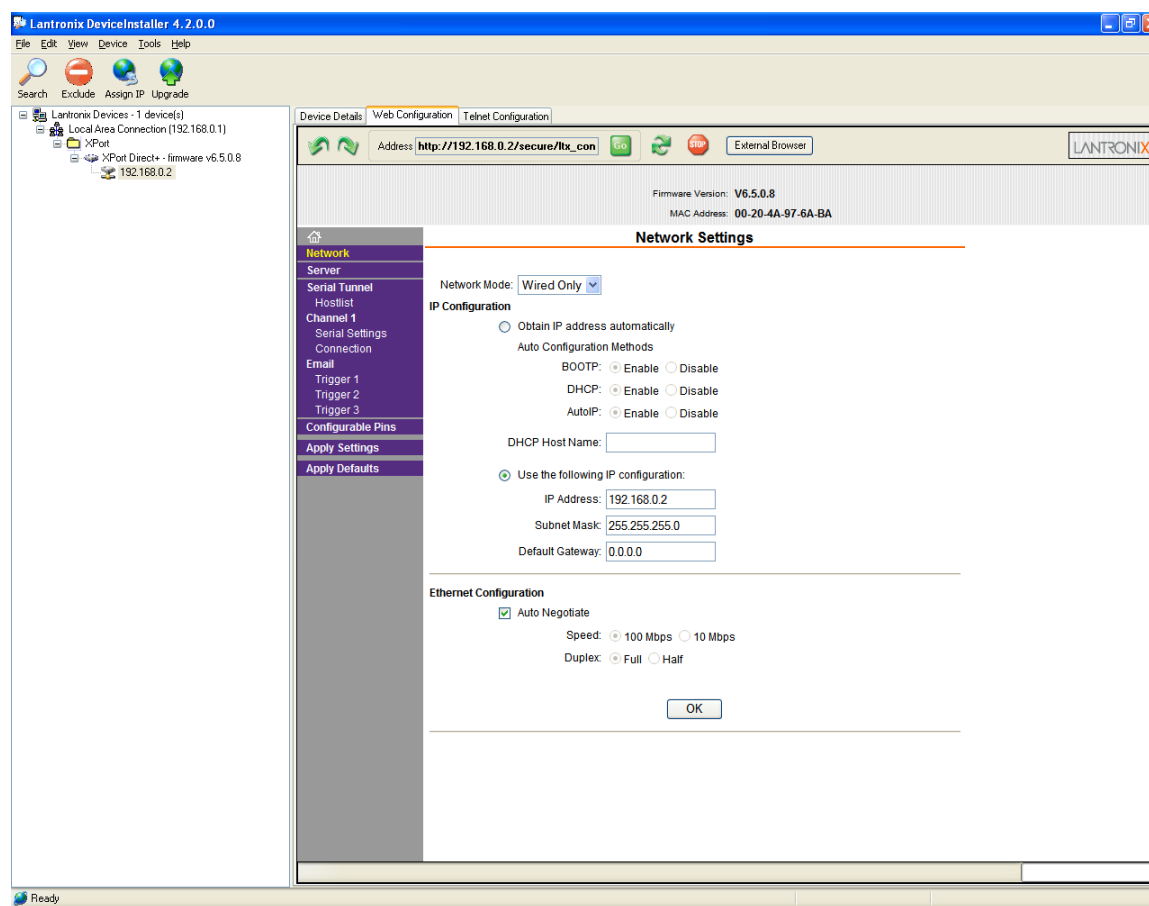 Lantronix DeviceInstaller 4.2.0.0
File Edit View Device Tools Help
Search Exclude Assign IP Upgrade
Lantronix Devices - 1 device(s)
Local Area Connection (192.168.0.1)
XPort
XPort Direct+ - firmware v6.5.0.8
192.168.0.2
Device Details Web Configuration Telnet Configuration
Address http://192.168.0.2/secure/ltx_con Go STOP External Browser LANTRONIX
Firmware Version: V6.5.0.8
MAC Address: 00-20-4A-97-6A-BA
Network
Server
Serial Tunnel
Hostlist
Channel 1
Serial Settings
Connection
Email
Trigger 1
Trigger 2
Trigger 3
Configurable Pins
Apply Settings
Apply Defaults
Network Settings
Network Mode: Wired Only
IP Configuration
Obtain IP address automatically
Auto Configuration Methods
BOOTP: Enable Disable
DHCP: Enable Disable
AutoIP: Enable Disable
DHCP Host Name:
Use the following IP configuration:
IP Address: 192.168.0.2
Subnet Mask: 255.255.255.0
Default Gateway: 0.0.0.0
Ethernet Configuration
Auto Negotiate
Speed: 100 Mbps 10 Mbps
Duplex: Full Half
OK
Ready